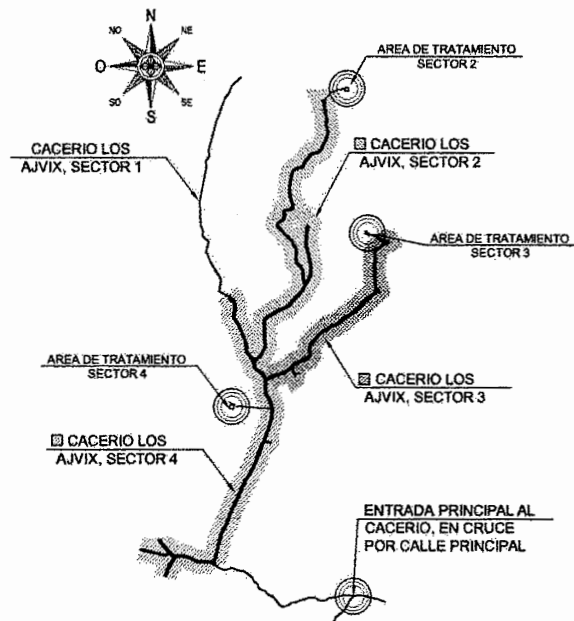 N
NO
NE
O
E
SO
SE
S
AREA DE TRATAMIENTO
SECTOR 2
CACERIO LOS
AJVIX, SECTOR 1
CACERIO LOS
AJVIX, SECTOR 2
AREA DE TRATAMIENTO
SECTOR 3
AREA DE TRATAMIENTO
SECTOR 4
CACERIO LOS
AJVIX, SECTOR 3
CACERIO LOS
AJVIX, SECTOR 4
ENTRADA PRINCIPAL AL
CACERIO, EN CRUCE
POR CALLE PRINCIPAL